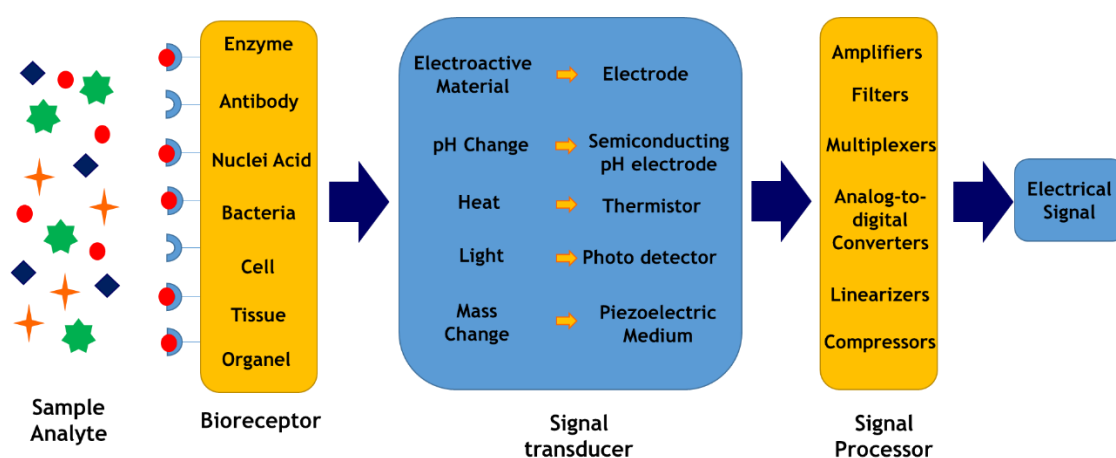 Enzyme
Antibody
Nuclei Acid
Bacteria
Cell
Tissue
Organel
Electroactive
Material
Electrode
pH Change
Semiconducting
pH electrode
Heat
Thermistor
Light
Photo detector
Mass
Change
Piezoelectric
Medium
Amplifiers
Filters
Multiplexers
Analog-to-
digital
Converters
Linearizers
Compressors
Electrical
Signal
Sample
Analyte
Bioreceptor
Signal
transducer
Signal
Processor